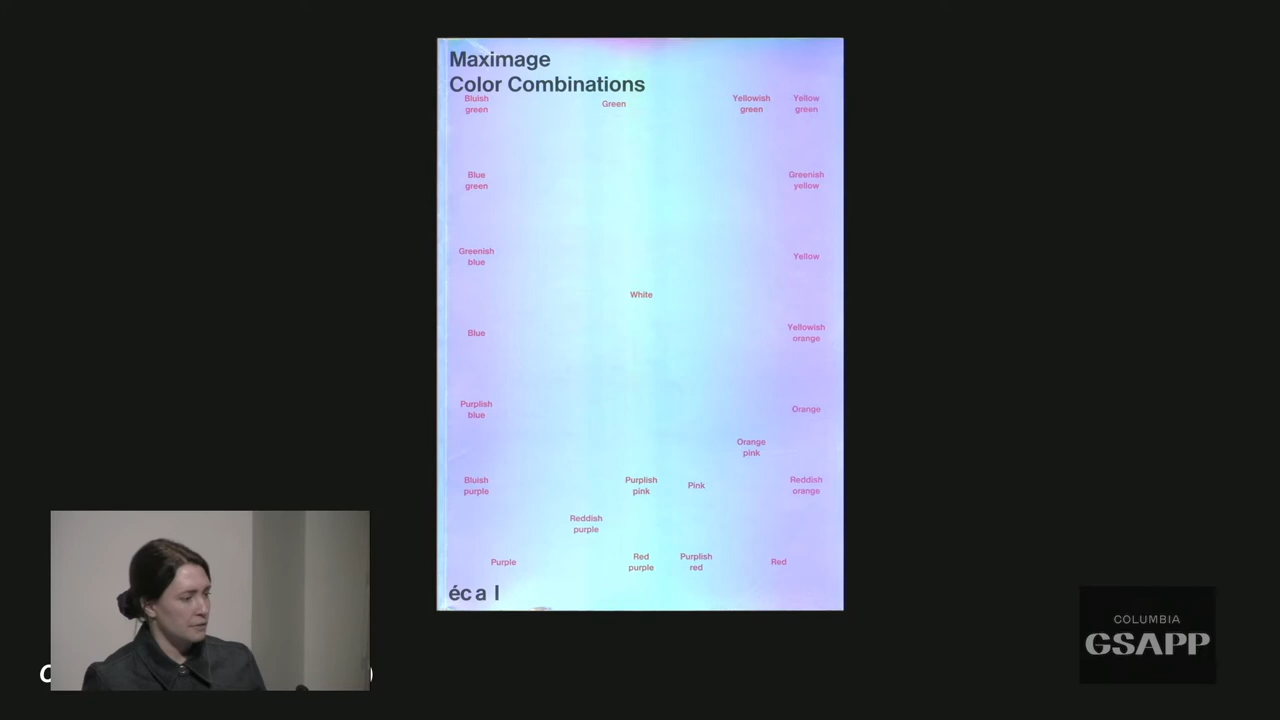 Maximage
Color Combinations
Bluish
green
Green
Yellowish
green
Yellow
green
Blue
green
Greenish
yellow
Greenish
blue
Yellow
White
Blue
Yellowish
orange
Purplish
blue
Orange
Orange
pink
Bluish
purple
Purplish
pink
Pink
Reddish
orange
Reddish
purple
Purple
Red
purple
Purplish
red
Red
écal
COLUMBIA
GSAPP